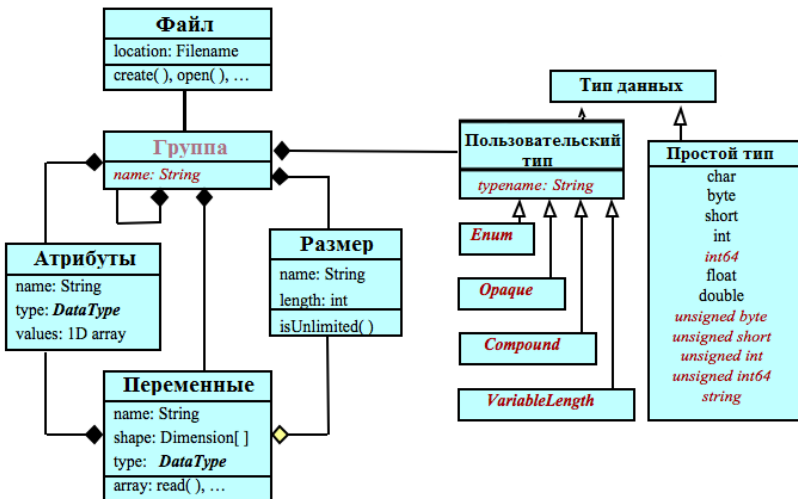 Файл
location: Filename
create( ), open( ), …
Группа
name: String
Атрибуты
name: String
type: DataType
values: 1D array
Размер
name: String
length: int
isUnlimited( )
Переменные
name: String
shape: Dimension[ ]
type: DataType
array: read( ), …
Тип данных
Пользовательский
тип
typename: String
Enum
Opaque
Compound
VariableLength
Простой тип
char
byte
short
int
int64
float
double
unsigned byte
unsigned short
unsigned int
unsigned int64
string